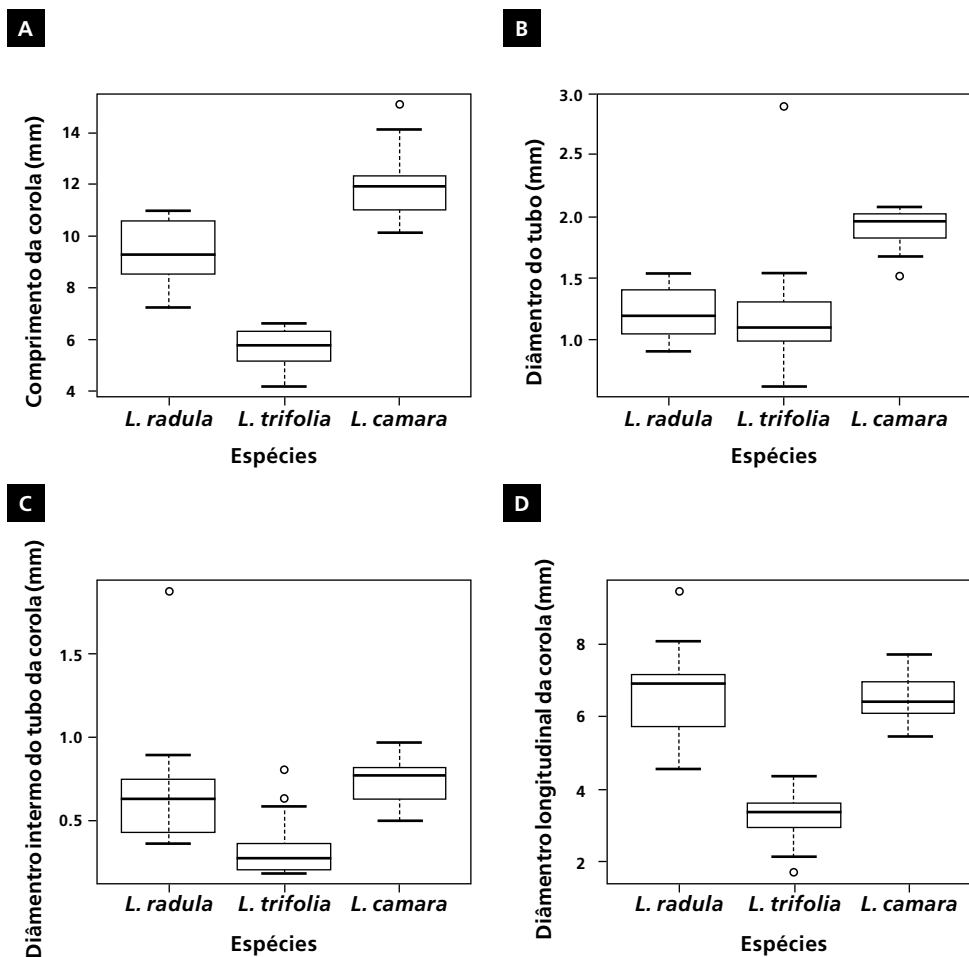 A
Comprimento da corola (mm)
14
12
10
8
6
4
L. radula L. trifolia L. camara
Espécies
B
Diâmentro do tubo (mm)
3.0
2.5
2.0
1.5
1.0
L. radula L. trifolia L. camara
Espécies
C
Diâmentro intermo do tubo da corola (mm)
1.5
1.0
0.5
L. radula L. trifolia L. camara
Espécies
D
Diâmentro longitudinal da corola (mm)
8
6
4
2
L. radula L. trifolia L. camara
Espécies